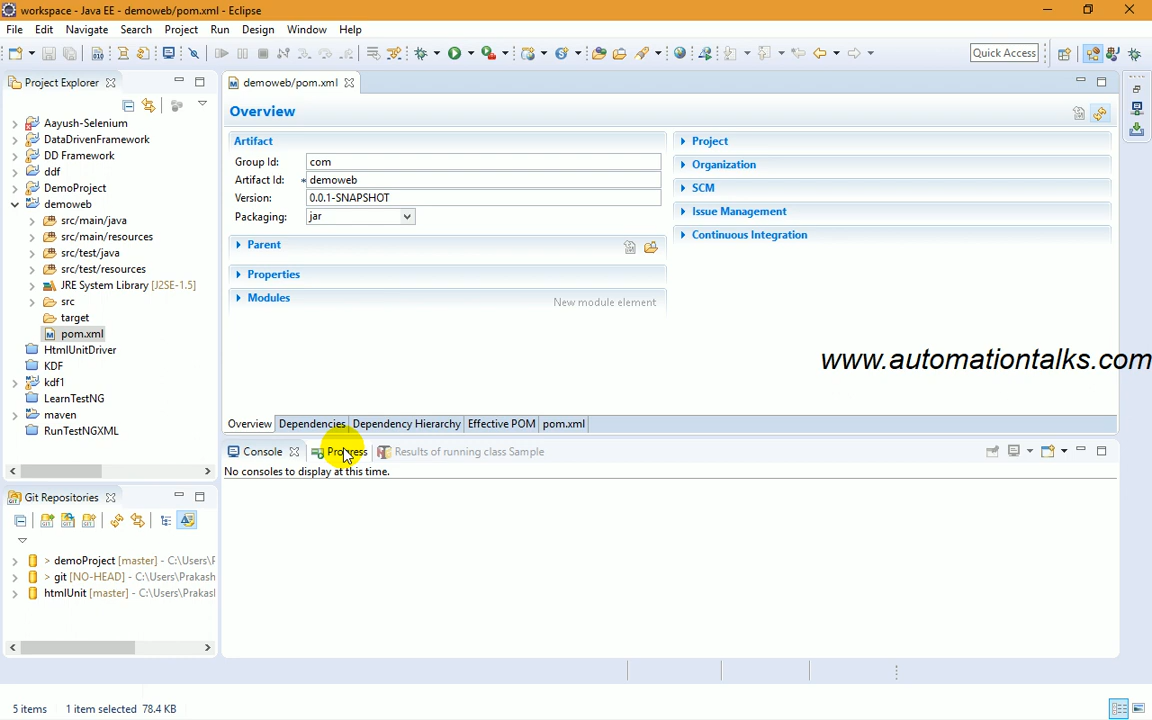 workspace - Java EE - demoweb/pom.xml - Eclipse
File Edit Navigate Search Project Run Design Window Help
Quick Access
Project Explorer
Aayush-Selenium
DataDrivenFramework
DD Framework
ddf
DemoProject
demoweb
src/main/java
src/main/resources
src/test/java
src/test/resources
JRE System Library [J2SE-1.5]
src
target
pom.xml
HtmlUnitDriver
KDF
kdf1
LearnTestNG
maven
RunTestNGXML
demoweb/pom.xml
Overview
Artifact
Group Id: com
Artifact Id: * demoweb
Version: 0.0.1-SNAPSHOT
Packaging: jar
Parent
Properties
Modules New module element
Project
Organization
SCM
Issue Management
Continuous Integration
www.automationtalks.com
Overview Dependencies Dependency Hierarchy Effective POM pom.xml
Console Progress Results of running class Sample
No consoles to display at this time.
Git Repositories
> demoProject [master] - C:\Users\P
> git [NO-HEAD] - C:\Users\Prakash
htmlUnit [master] - C:\Users\Prakas
5 items 1 item selected 78.4 KB